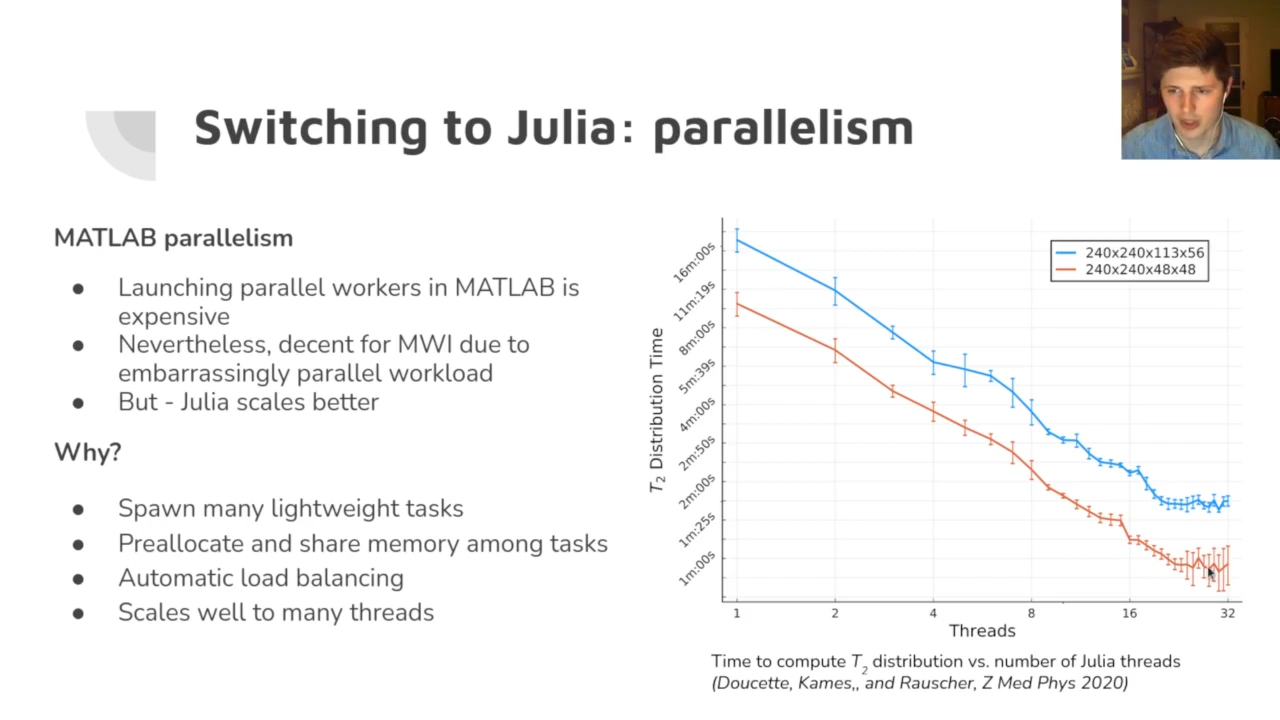 Switching to Julia: parallelism
MATLAB parallelism
● Launching parallel workers in MATLAB is
expensive
● Nevertheless, decent for MWI due to
embarrassingly parallel workload
● But - Julia scales better
Why?
● Spawn many lightweight tasks
● Preallocate and share memory among tasks
● Automatic load balancing
● Scales well to many threads
T2 Distribution Time
16m:00s
11m:19s
8m:00s
5m:39s
4m:00s
2m:50s
2m:00s
1m:25s
1m:00s
240x240x113x56
240x240x48x48
1 2 4 8 16 32
Threads
Time to compute T2 distribution vs. number of Julia threads
(Doucette, Kames,, and Rauscher, Z Med Phys 2020)